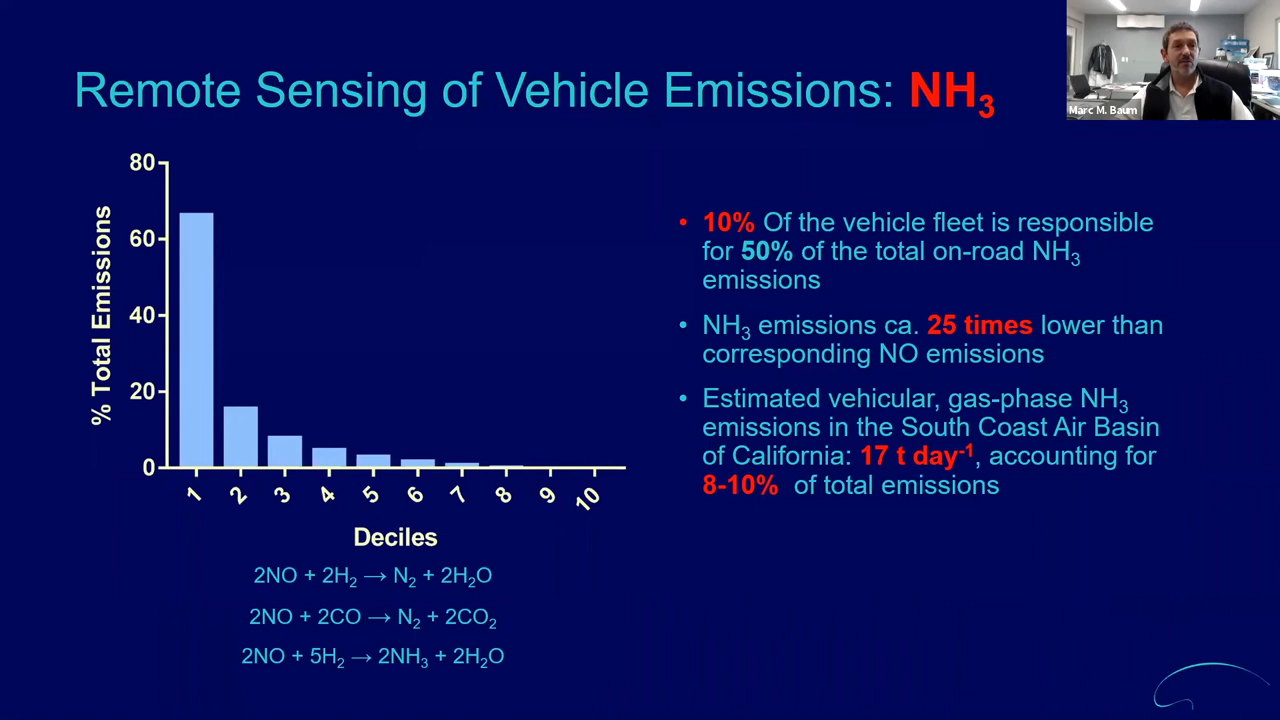 Remote Sensing of Vehicle Emissions: NH₃
Marc M. Baum
80
60
40
20
0
% Total Emissions
1 2 3 4 5 6 7 8 9 10
Deciles
2NO + 2H₂ → N₂ + 2H₂O
2NO + 2CO → N₂ + 2CO₂
2NO + 5H₂ → 2NH₃ + 2H₂O
• 10% Of the vehicle fleet is responsible
for 50% of the total on-road NH₃
emissions
• NH₃ emissions ca. 25 times lower than
corresponding NO emissions
• Estimated vehicular, gas-phase NH₃
emissions in the South Coast Air Basin
of California: 17 t day⁻¹, accounting for
8-10% of total emissions